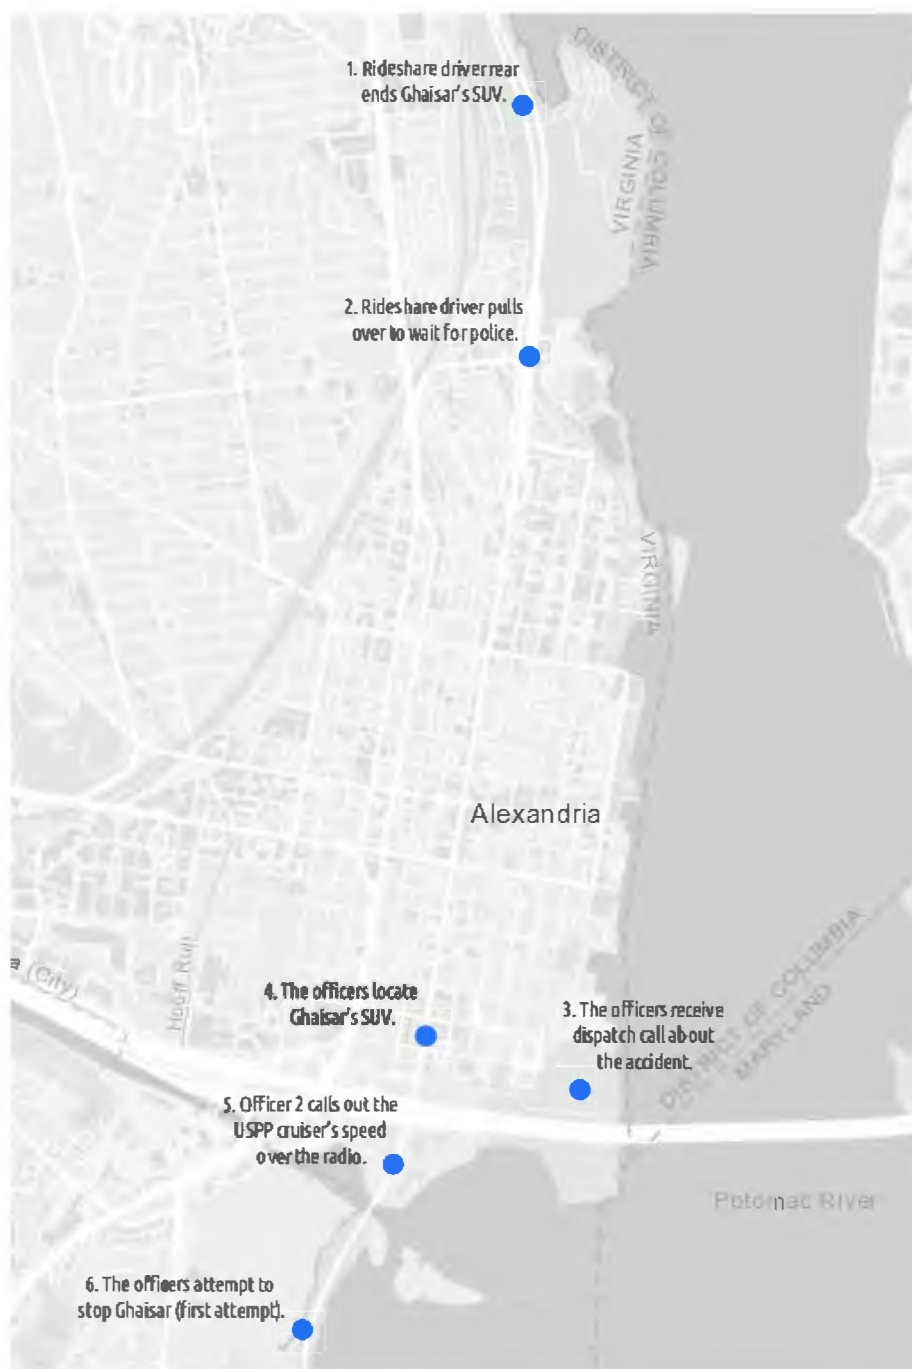 1. Rideshare driver rear
ends Ghaisar's SUV.
DISTRICT OF COLUMBIA
VIRGINIA
2. Rideshare driver pulls
over to wait for police.
VIRGINIA
Alexandria
Hooff Run
(City)
4. The officers locate
Ghaisar's SUV.
3. The officers receive
dispatch call about
the accident.
DISTRICT OF COLUMBIA
MARYLAND
5. Officer 2 calls out the
USPP cruiser's speed
over the radio.
Potomac River
6. The officers attempt to
stop Ghaisar (first attempt).